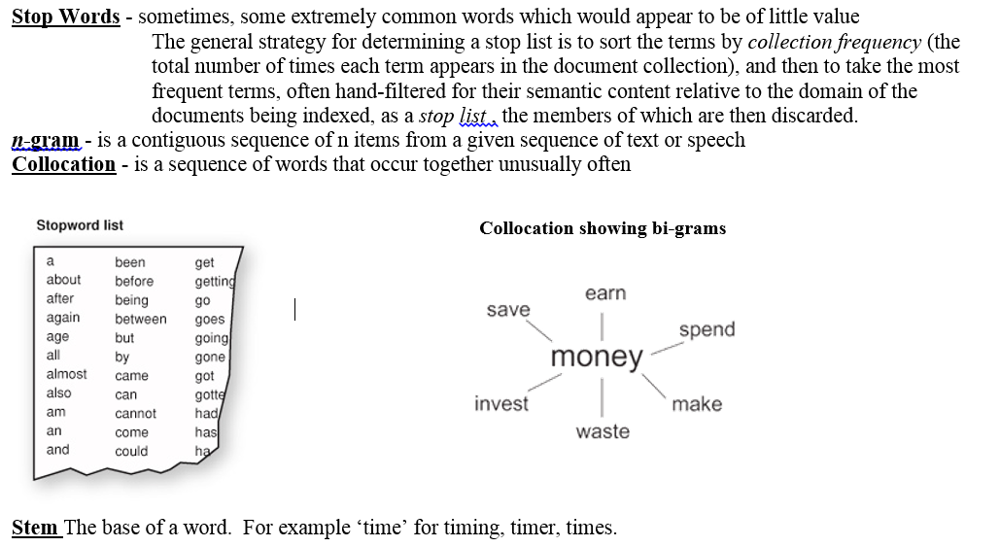 Stop Words - sometimes, some extremely common words which would appear to be of little value
The general strategy for determining a stop list is to sort the terms by collection frequency (the
total number of times each term appears in the document collection), and then to take the most
frequent terms, often hand-filtered for their semantic content relative to the domain of the
documents being indexed, as a stop list , the members of which are then discarded.
n-gram - is a contiguous sequence of n items from a given sequence of text or speech
Collocation - is a sequence of words that occur together unusually often
Stopword list
a been get
about before getting
after being go
again between goes
age but going
all by gone
almost came got
also can gotte
am cannot had
an come has
and could ha
Collocation showing bi-grams
earn
save
spend
money
invest
make
waste
Stem The base of a word.  For example ‘time’ for timing, timer, times.